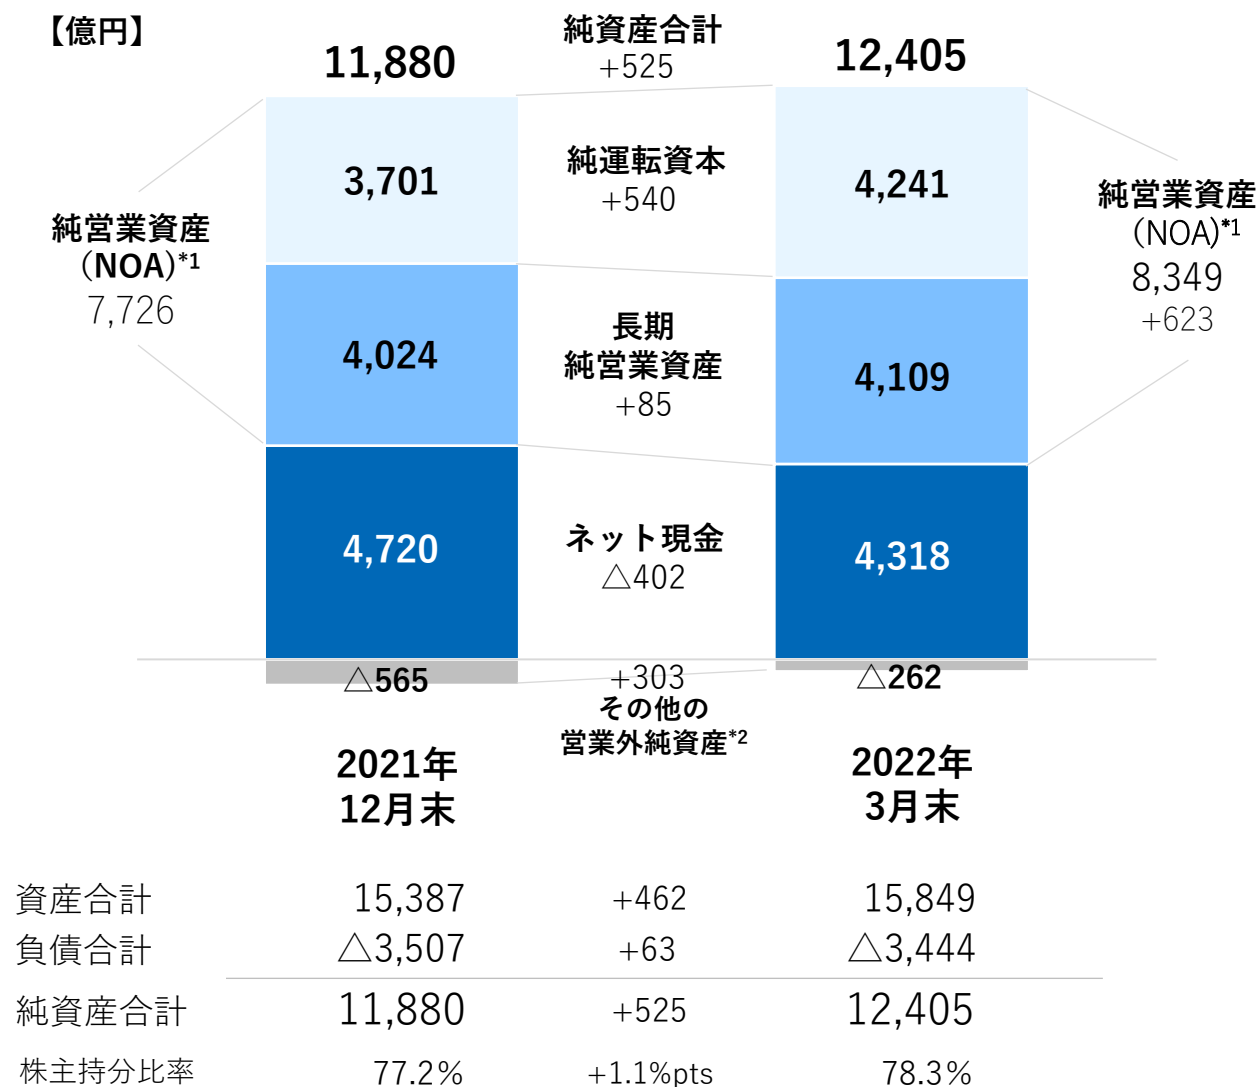 【億円】
11,880
純資産合計
+525
12,405
3,701
純運転資本
+540
4,241
純営業資産
（NOA）*1
7,726
純営業資産
（NOA）*1
8,349
+623
4,024
長期
純営業資産
+85
4,109
4,720
ネット現金
△402
4,318
△565
+303
△262
その他の
営業外純資産*2
2021年
12月末
2022年
3月末
資産合計 15,387 +462 15,849
負債合計 △3,507 +63 △3,444
純資産合計 11,880 +525 12,405
株主持分比率 77.2% +1.1%pts 78.3%